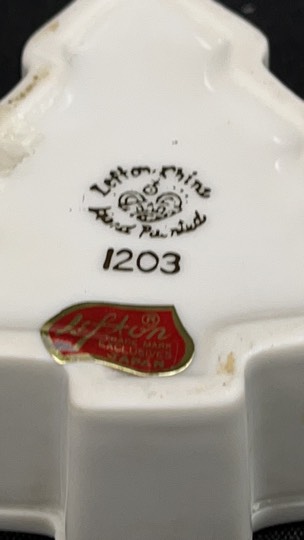 Lefton China
Hand Painted
1203
Lefton ®
TRADE MARK
EXCLUSIVES
JAPAN